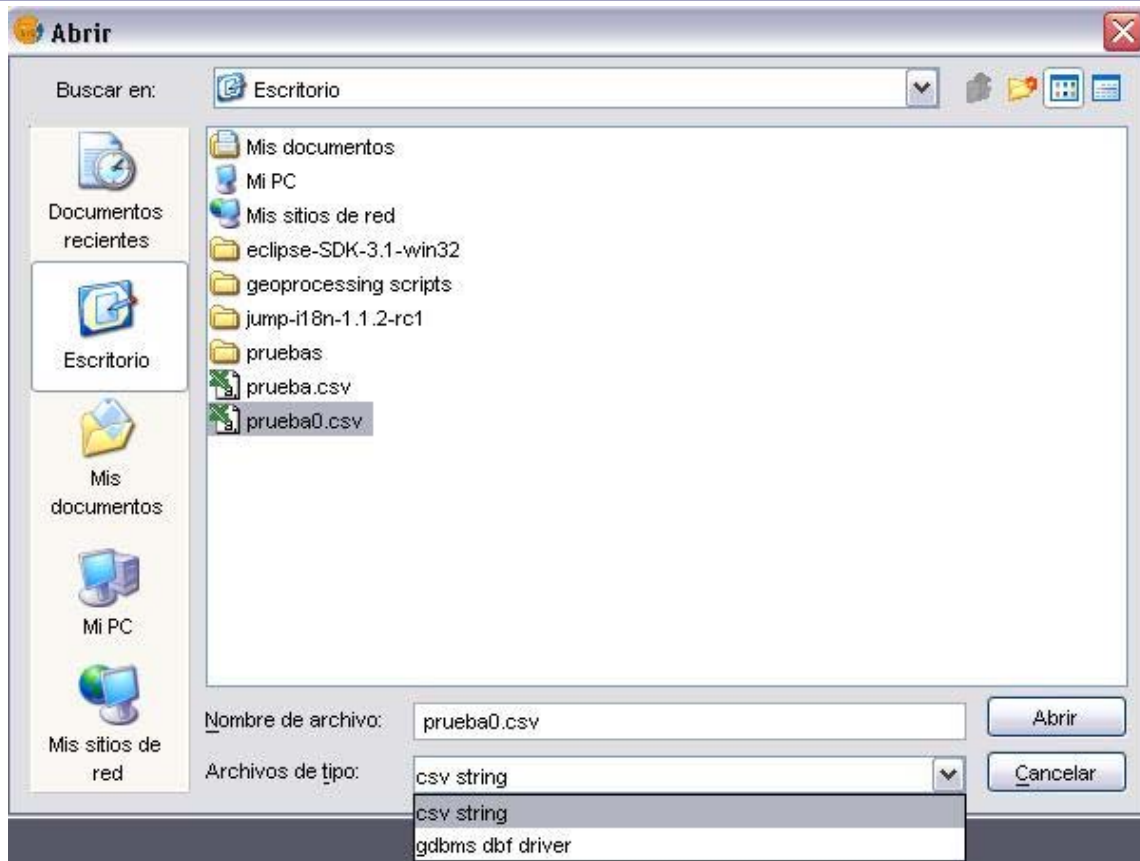 Abrir
Buscar en:
Escritorio
Documentos
recientes
Escritorio
Mis
documentos
Mi PC
Mis sitios de
red
Mis documentos
Mi PC
Mis sitios de red
eclipse-SDK-3.1-win32
geoprocessing scripts
jump-i18n-1.1.2-rc1
pruebas
prueba.csv
prueba0.csv
Nombre de archivo:
prueba0.csv
Abrir
Archivos de tipo:
csv string
Cancelar
csv string
gdbms dbf driver